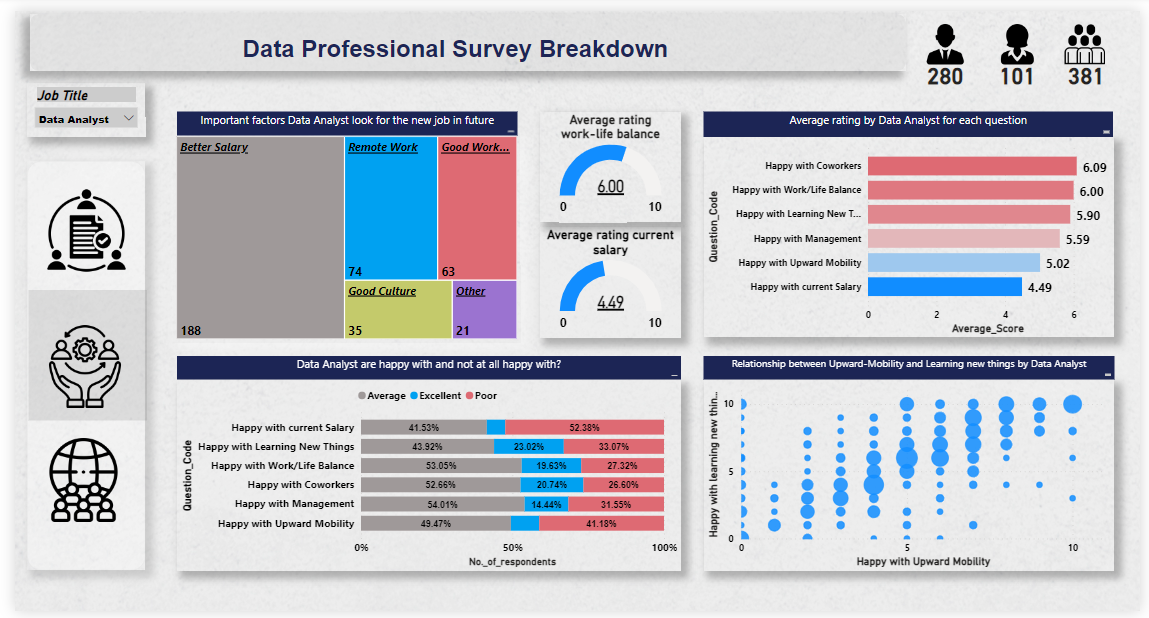 Data Professional Survey Breakdown
280
101
381
Job Title
Data Analyst
Important factors Data Analyst look for the new job in future
Better Salary
Remote Work
Good Work...
188
74
63
Good Culture
Other
35
21
Average rating
work-life balance
6.00
0
10
Average rating current
salary
4.49
0
10
Average rating by Data Analyst for each question
Question_Code
Happy with Coworkers
6.09
Happy with Work/Life Balance
6.00
Happy with Learning New T...
5.90
Happy with Management
5.59
Happy with Upward Mobility
5.02
Happy with current Salary
4.49
0
2
4
6
Average_Score
Data Analyst are happy with and not at all happy with?
Average
Excellent
Poor
Question_Code
Happy with current Salary
41.53%
52.38%
Happy with Learning New Things
43.92%
23.02%
33.07%
Happy with Work/Life Balance
53.05%
19.63%
27.32%
Happy with Coworkers
52.66%
20.74%
26.60%
Happy with Management
54.01%
14.44%
31.55%
Happy with Upward Mobility
49.47%
41.18%
0%
50%
100%
No._of_respondents
Relationship between Upward-Mobility and Learning new things by Data Analyst
Happy with learning new thin...
10
5
0
0
5
10
Happy with Upward Mobility